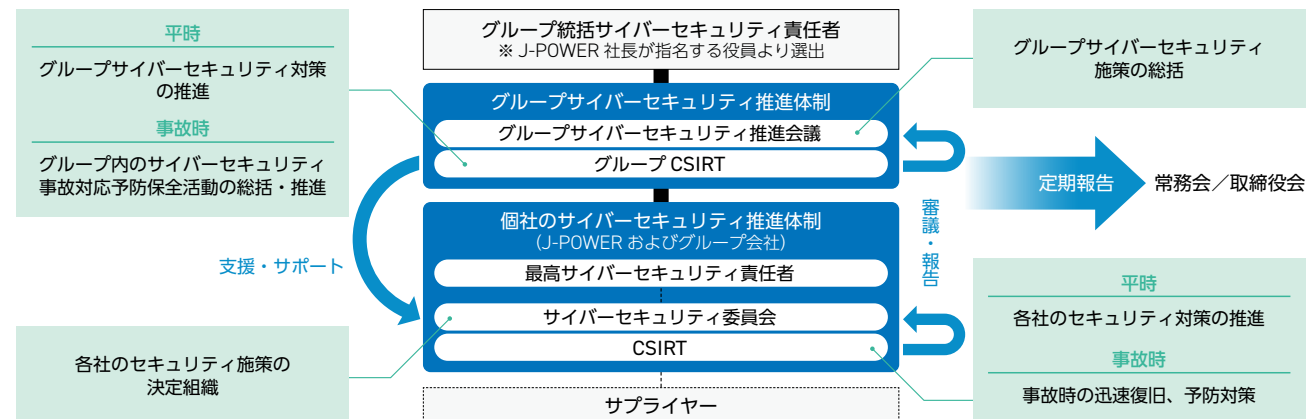 平時
グループサイバーセキュリティ対策
の推進
事故時
グループ内のサイバーセキュリティ
事故対応予防保全活動の総括・推進
グループ統括サイバーセキュリティ責任者
※ J-POWER 社長が指名する役員より選出
グループサイバーセキュリティ推進体制
グループサイバーセキュリティ推進会議
グループ CSIRT
グループサイバーセキュリティ
施策の総括
定期報告
常務会／取締役会
個社のサイバーセキュリティ推進体制
(J-POWER およびグループ会社)
最高サイバーセキュリティ責任者
サイバーセキュリティ委員会
CSIRT
サプライヤー
支援・サポート
審議・報告
各社のセキュリティ施策の
決定組織
平時
各社のセキュリティ対策の推進
事故時
事故時の迅速復旧、予防対策